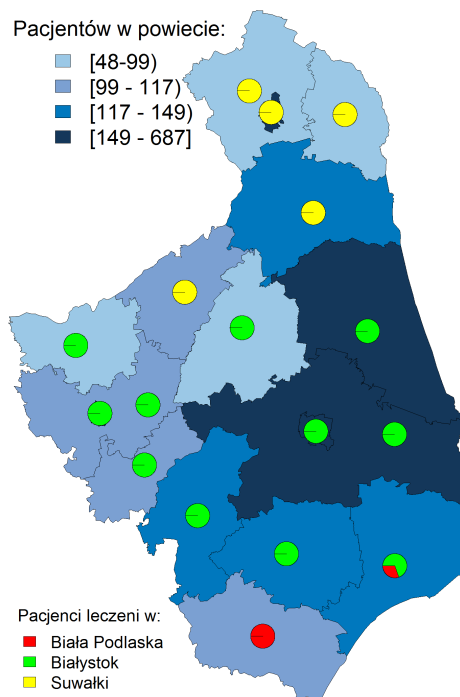 Pacjentów w powiecie:
[48-99)
[99 - 117)
[117 - 149)
[149 - 687]
Pacjenci leczeni w:
Biała Podlaska
Białystok
Suwałki